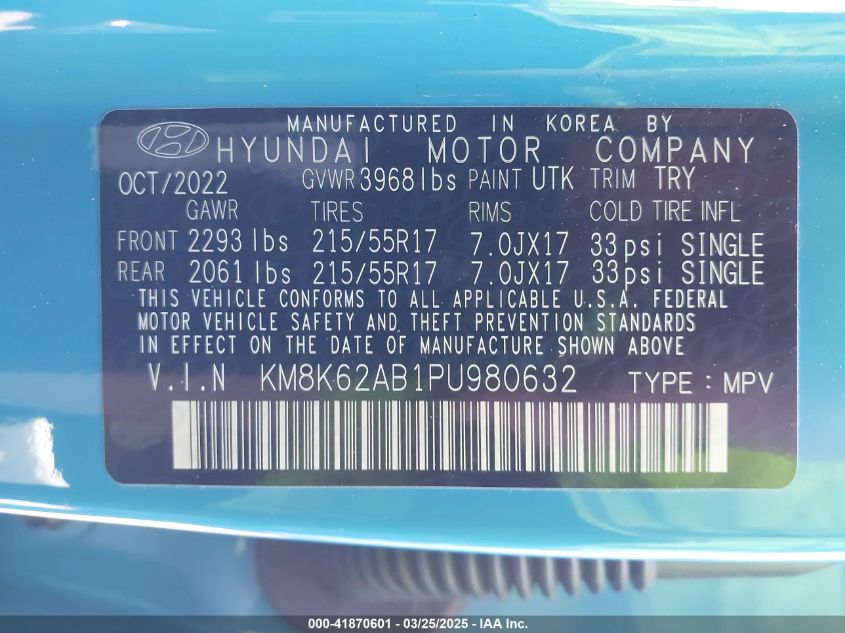 MANUFACTURED IN KOREA BY
HYUNDAI MOTOR COMPANY
OCT/2022 GVWR 3968 lbs PAINT UTK TRIM TRY
GAWR TIRES RIMS COLD TIRE INFL
FRONT 2293 lbs 215/55R17 7.0JX17 33psi SINGLE
REAR 2061 lbs 215/55R17 7.0JX17 33psi SINGLE
THIS VEHICLE CONFORMS TO ALL APPLICABLE U.S.A. FEDERAL
MOTOR VEHICLE SAFETY AND THEFT PREVENTION STANDARDS
IN EFFECT ON THE DATE OF MANUFACTURE SHOWN ABOVE
V.I.N KM8K62AB1PU980632 TYPE : MPV
000-41870601 - 03/25/2025 - IAA Inc.